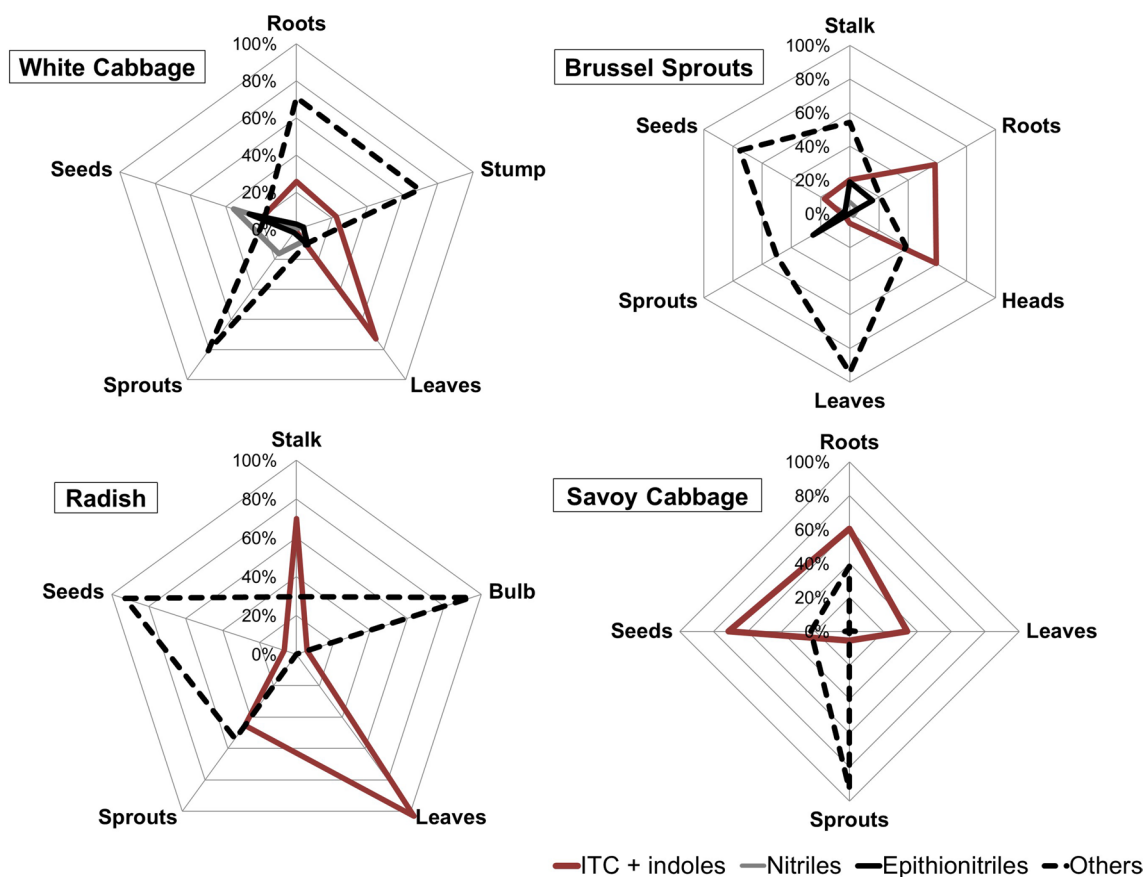 Roots
100%
White Cabbage
80%
60%
40%
20%
0%
Seeds
Stump
Sprouts
Leaves
Stalk
100%
Brussel Sprouts
80%
60%
40%
20%
0%
Seeds
Roots
Sprouts
Heads
Leaves
Stalk
100%
Radish
80%
60%
40%
20%
0%
Seeds
Bulb
Sprouts
Leaves
Roots
100%
Savoy Cabbage
80%
60%
40%
20%
0%
Seeds
Leaves
Sprouts
ITC + indoles Nitriles Epithionitriles Others